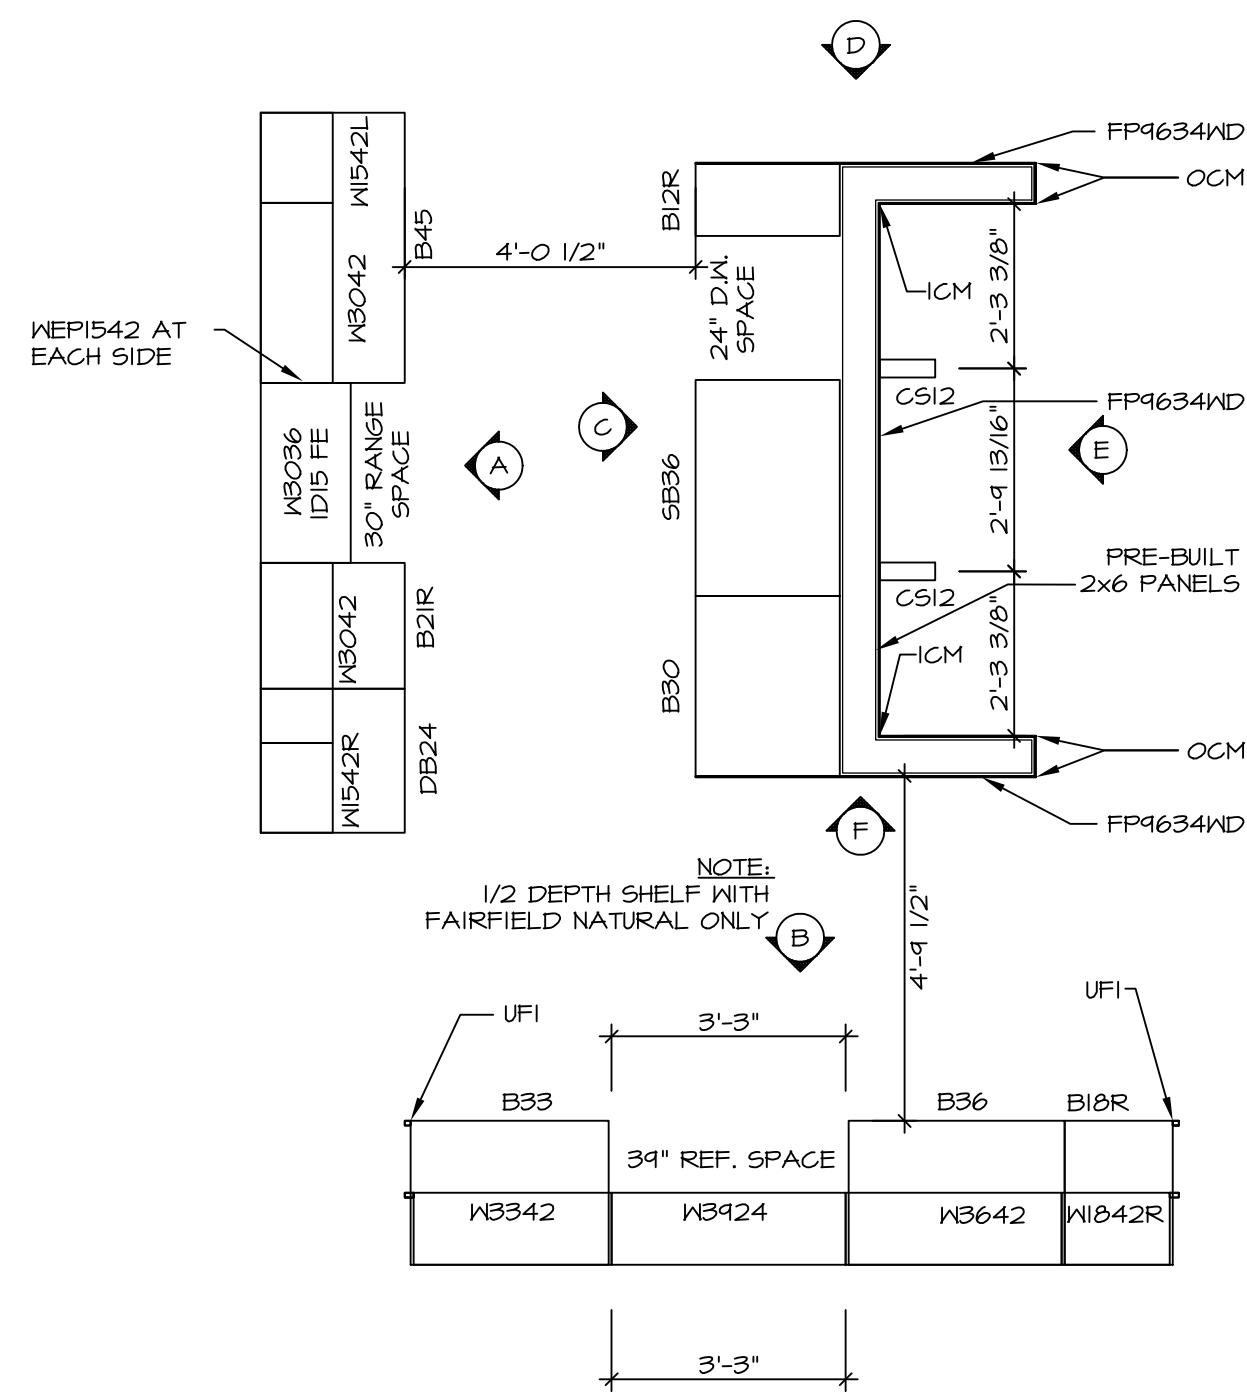 D
FP9634WD
OCM
W1542L
B12R
B45
4'-0 1/2"
W3042
24" D.W.
SPACE
ICM
2'-3 3/8"
WEP1542 AT
EACH SIDE
CS12
FP9634WD
C
A
E
W3036
1D15 FE
30" RANGE
SPACE
SB36
2'-9 13/16"
PRE-BUILT
2x6 PANELS
CS12
W3042
B21R
B30
ICM
2'-3 3/8"
W1542R
DB24
OCM
FP9634WD
F
NOTE:
1/2 DEPTH SHELF WITH
FAIRFIELD NATURAL ONLY
B
4'-9 1/2"
UF1
UF1
3'-3"
B33
B36
B18R
39" REF. SPACE
W3342
W3924
W3642
W1842R
3'-3"